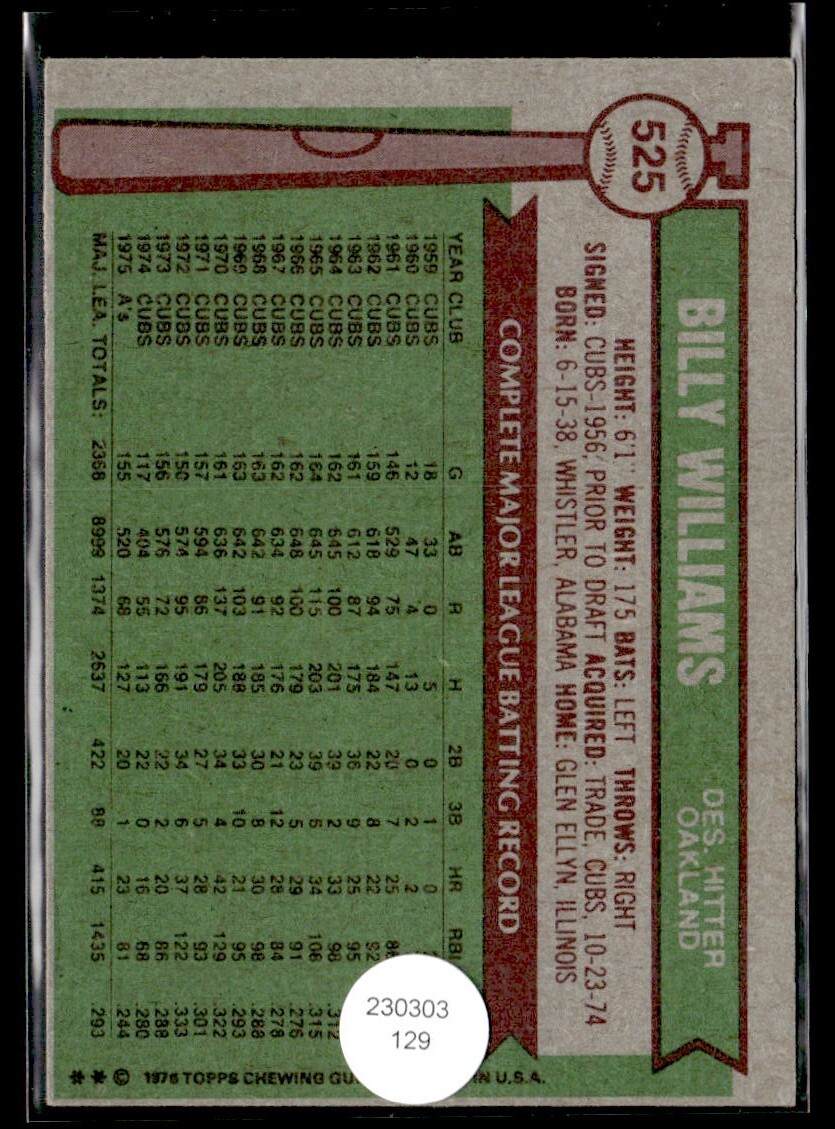 525
BILLY WILLIAMS
DES. HITTER
OAKLAND
HEIGHT: 6'1" WEIGHT: 175 BATS: LEFT THROWS: RIGHT
SIGNED: CUBS-1956, PRIOR TO DRAFT ACQUIRED: TRADE, CUBS, 10-23-74
BORN: 6-15-38, WHISTLER, ALABAMA HOME: GLEN ELLYN, ILLINOIS
COMPLETE MAJOR LEAGUE BATTING RECORD
YEAR CLUB G AB R H 2B 3B HR RBI
1959 CUBS 18 33 0 5 0 1 0
1960 CUBS 12 47 4 13 0 2 2
1961 CUBS 146 529 75 147 20 7 25 86
1962 CUBS 159 618 94 184 22 8 22 92
1963 CUBS 161 612 87 175 36 9 25 95
1964 CUBS 162 645 100 201 39 2 33 98 .312
1965 CUBS 164 645 115 203 39 6 34 108 .315
1966 CUBS 162 648 100 179 23 5 29 91 .276
1967 CUBS 162 634 92 176 21 12 28 84 .278
1968 CUBS 163 642 91 185 30 8 30 98 .288
1969 CUBS 163 642 103 188 33 10 21 95 .293
1970 CUBS 161 636 137 205 34 4 42 129 .322
1971 CUBS 157 594 86 179 27 5 28 93 .301
1972 CUBS 150 574 95 191 34 6 37 122 .333
1973 CUBS 156 576 72 166 22 2 20 86 .288
1974 CUBS 117 404 55 113 22 0 16 68 .280
1975 A's 155 520 68 127 20 1 23 81 .244
MAJ. LEA. TOTALS: 2368 8999 1374 2637 422 88 415 1435 .293
** © 1976 TOPPS CHEWING GU IN U.S.A.
230303
129